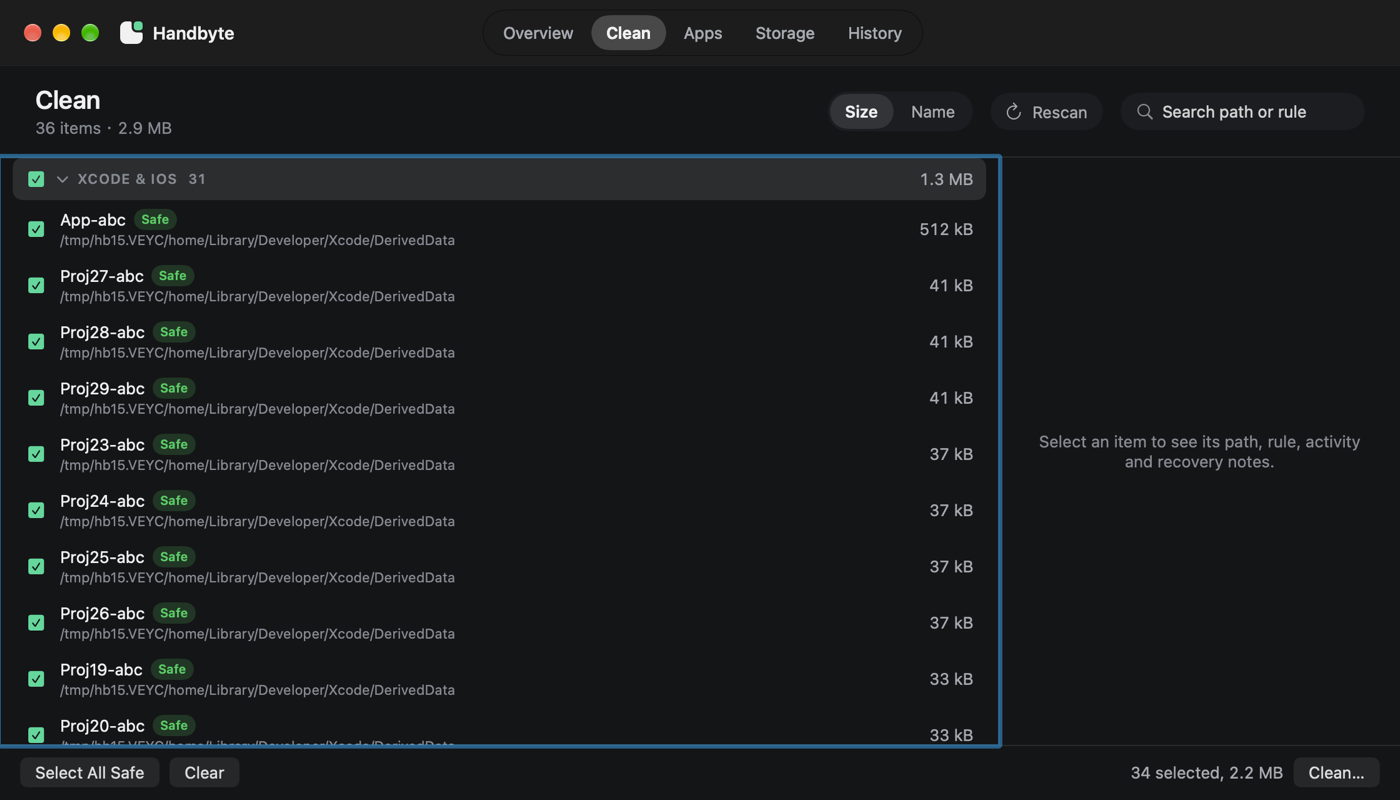 Handbyte
Overview
Clean
Apps
Storage
History
Clean
36 items · 2.9 MB
Size
Name
Rescan
Search path or rule
XCODE & IOS 31
1.3 MB
App-abc Safe
/tmp/hb15.VEYC/home/Library/Developer/Xcode/DerivedData
512 kB
Proj27-abc Safe
/tmp/hb15.VEYC/home/Library/Developer/Xcode/DerivedData
41 kB
Proj28-abc Safe
/tmp/hb15.VEYC/home/Library/Developer/Xcode/DerivedData
41 kB
Proj29-abc Safe
/tmp/hb15.VEYC/home/Library/Developer/Xcode/DerivedData
41 kB
Proj23-abc Safe
/tmp/hb15.VEYC/home/Library/Developer/Xcode/DerivedData
37 kB
Proj24-abc Safe
/tmp/hb15.VEYC/home/Library/Developer/Xcode/DerivedData
37 kB
Proj25-abc Safe
/tmp/hb15.VEYC/home/Library/Developer/Xcode/DerivedData
37 kB
Proj26-abc Safe
/tmp/hb15.VEYC/home/Library/Developer/Xcode/DerivedData
37 kB
Proj19-abc Safe
/tmp/hb15.VEYC/home/Library/Developer/Xcode/DerivedData
33 kB
Proj20-abc Safe
33 kB
Select an item to see its path, rule, activity
and recovery notes.
Select All Safe
Clear
34 selected, 2.2 MB
Clean...